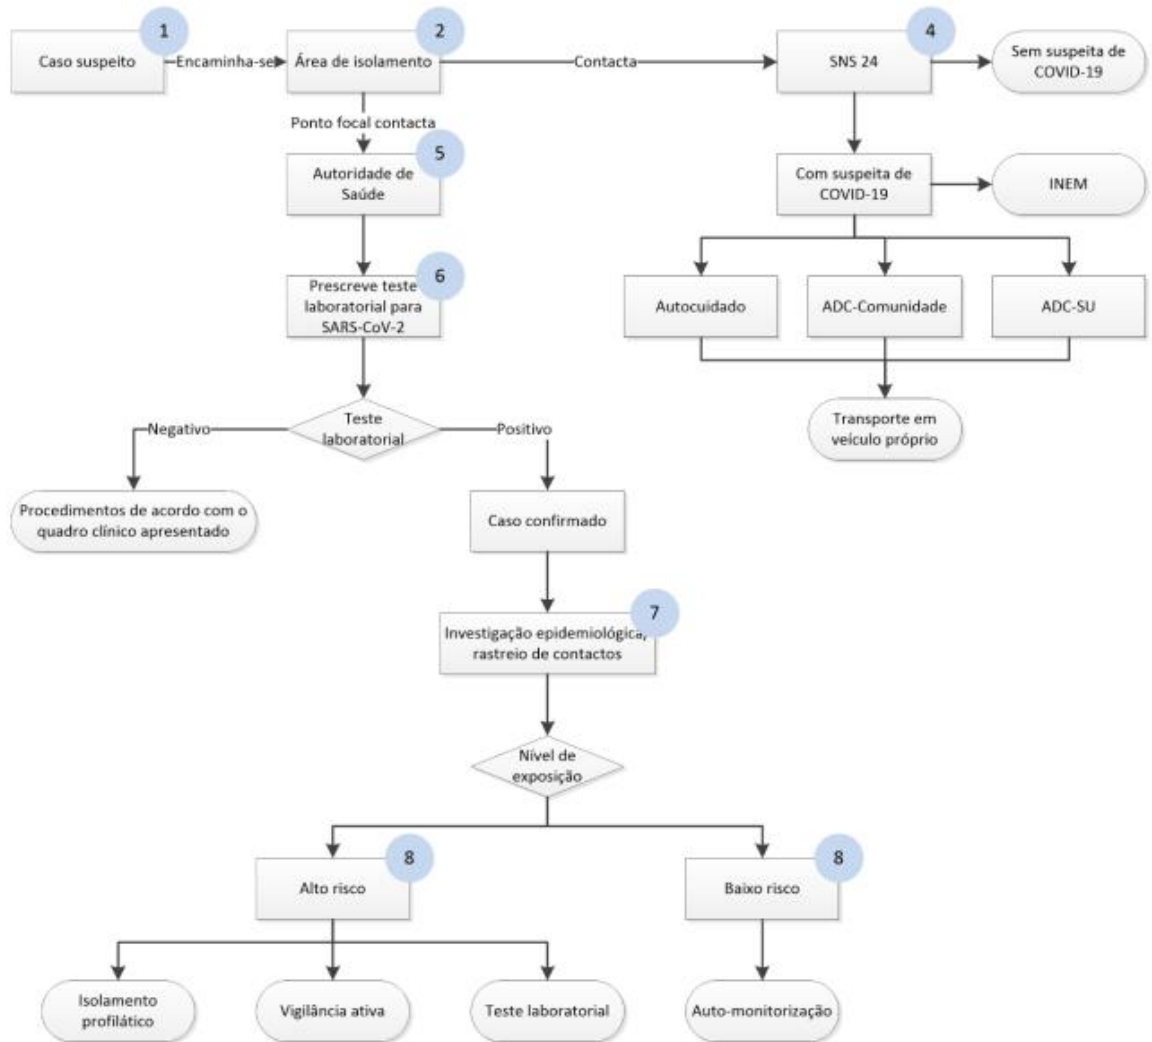 1
Caso suspeito
Encaminha-se
2
Área de isolamento
Contacta
4
SNS 24
Sem suspeita de
COVID-19
Ponto focal contacta
5
Autoridade de
Saúde
Com suspeita de
COVID-19
INEM
6
Prescreve teste
laboratorial para
SARS-CoV-2
Autocuidado
ADC-Comunidade
ADC-SU
Negativo
Teste
laboratorial
Positivo
Transporte em
veículo próprio
Procedimentos de acordo com o
quadro clínico apresentado
Caso confirmado
7
Investigação epidemiológica,
rastreio de contactos
Nível de
exposição
8
Alto risco
8
Baixo risco
Isolamento
profilático
Vigilância ativa
Teste laboratorial
Auto-monitorização